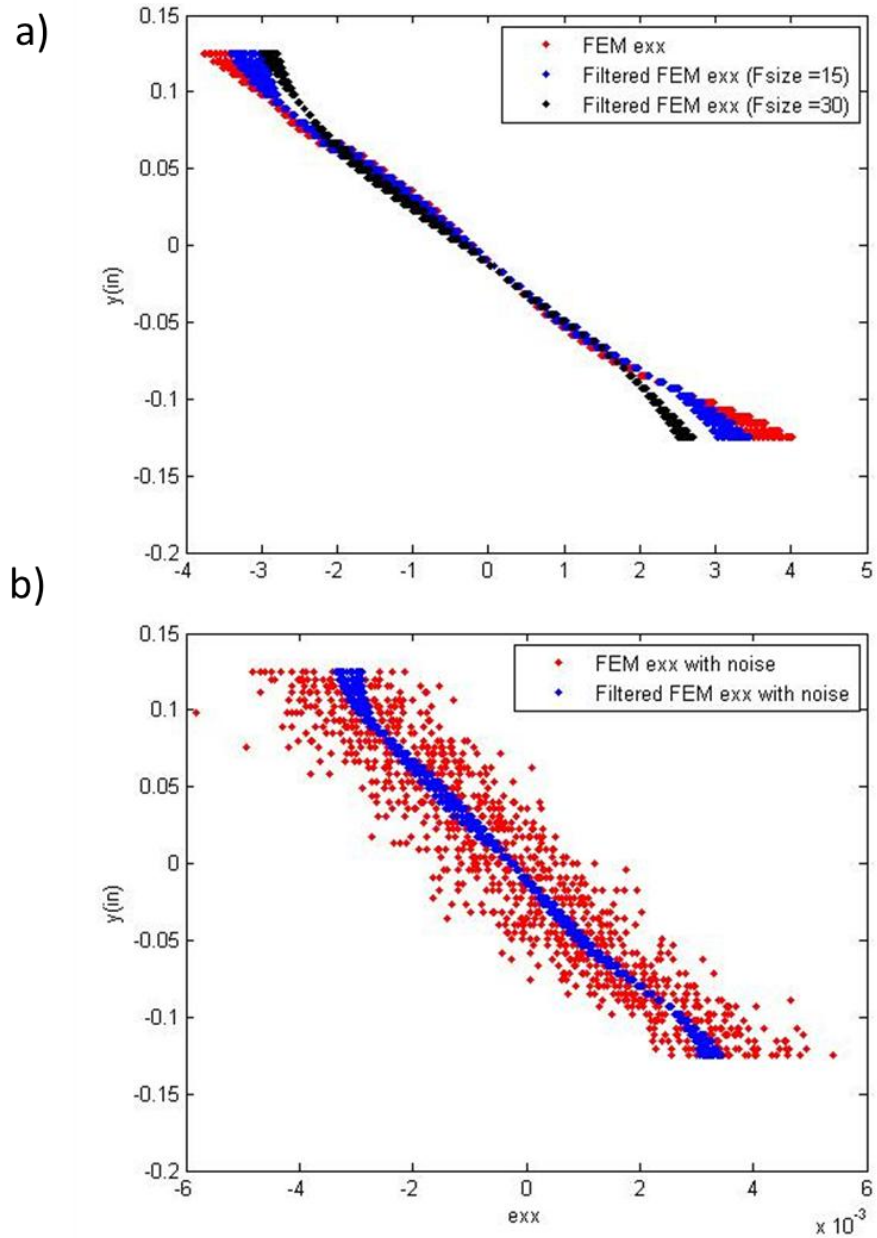 a)
0.15
0.1
0.05
0
-0.05
-0.1
-0.15
-0.2
y(in)
FEM exx
Filtered FEM exx (Fsize =15)
Filtered FEM exx (Fsize =30)
-4 -3 -2 -1 0 1 2 3 4 5
b)
0.15
0.1
0.05
0
-0.05
-0.1
-0.15
-0.2
y(in)
FEM exx with noise
Filtered FEM exx with noise
-6 -4 -2 0 2 4 6
exx
x 10-3